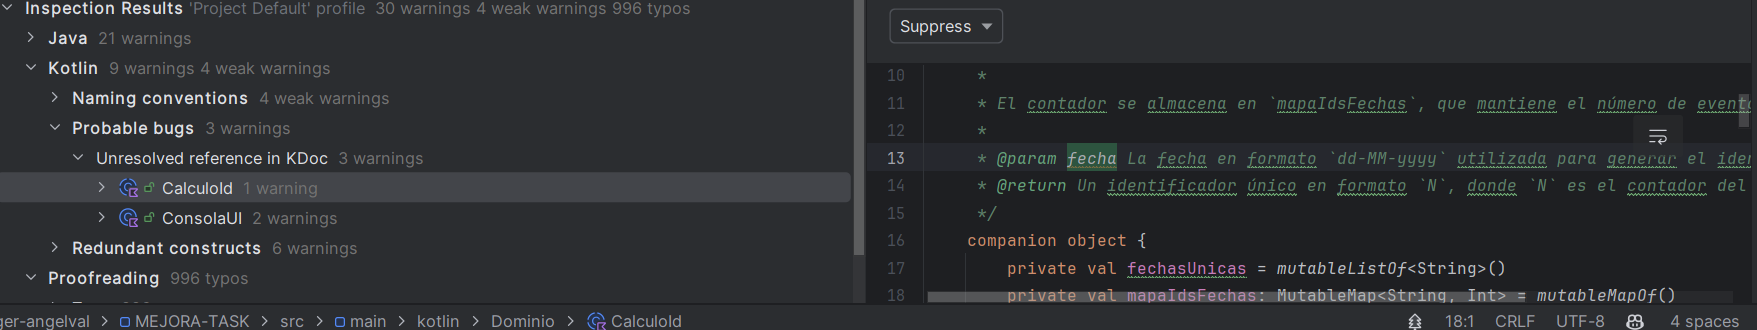 Inspection Results 'Project Default' profile 30 warnings 4 weak warnings 996 typos
Java 21 warnings
Kotlin 9 warnings 4 weak warnings
Naming conventions 4 weak warnings
Probable bugs 3 warnings
Unresolved reference in KDoc 3 warnings
CalculoId 1 warning
ConsolaUI 2 warnings
Redundant constructs 6 warnings
Proofreading 996 typos
Suppress
10 *
11 * El contador se almacena en `mapaIdsFechas`, que mantiene el número de evento
12 *
13 * @param fecha La fecha en formato `dd-MM-yyyy` utilizada para generar el iden
14 * @return Un identificador único en formato `N`, donde `N` es el contador del
15 */
16 companion object {
17 private val fechasUnicas = mutableListOf<String>()
18 private val mapaIdsFechas: MutableMap<String, Int> = mutableMapOf()
ger-angelval > MEJORA-TASK > src > main > kotlin > Dominio > CalculoId
18:1 CRLF UTF-8 4 spaces